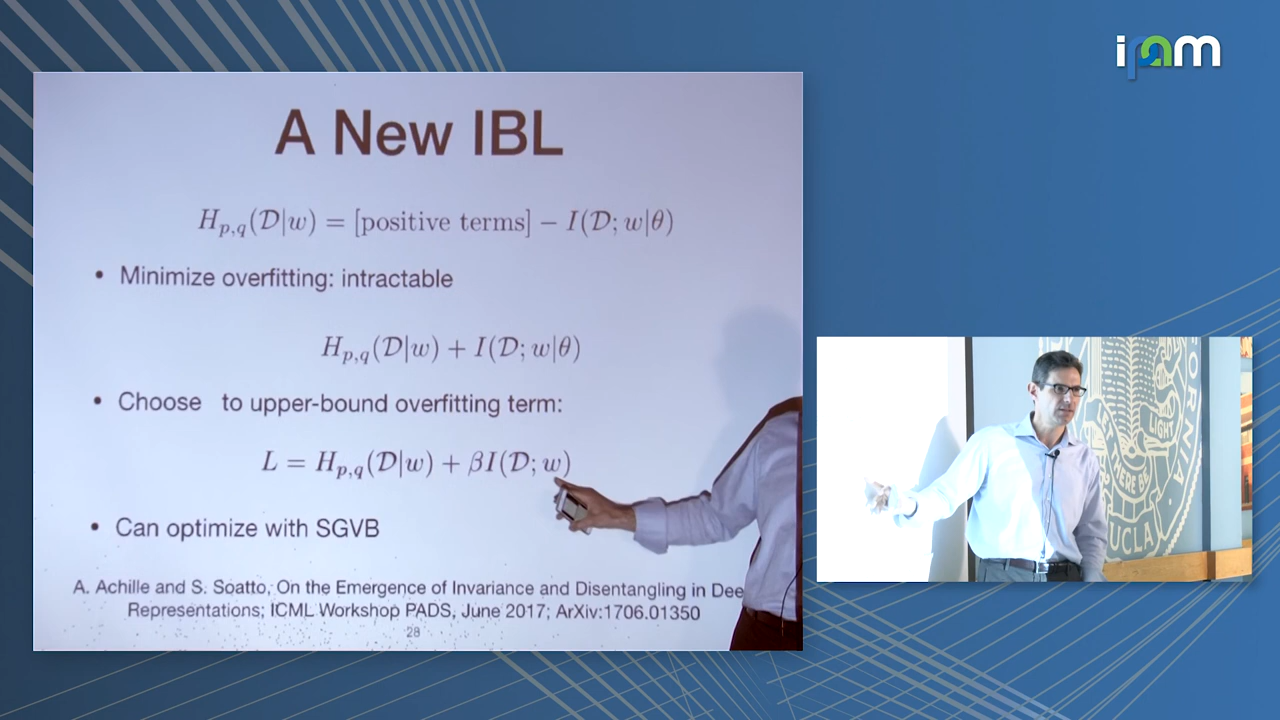 ipam
A New IBL
H_{p,q}(𝒟|w) = [positive terms] − I(𝒟; w|θ)
• Minimize overfitting: intractable
H_{p,q}(𝒟|w) + I(𝒟; w|θ)
• Choose to upper-bound overfitting term:
L = H_{p,q}(𝒟|w) + βI(𝒟; w)
• Can optimize with SGVB
A. Achille and S. Soatto, On the Emergence of Invariance and Disentangling in Dee
Representations; ICML Workshop PADS, June 2017; ArXiv:1706.01350
28
LIGHT
UCLA